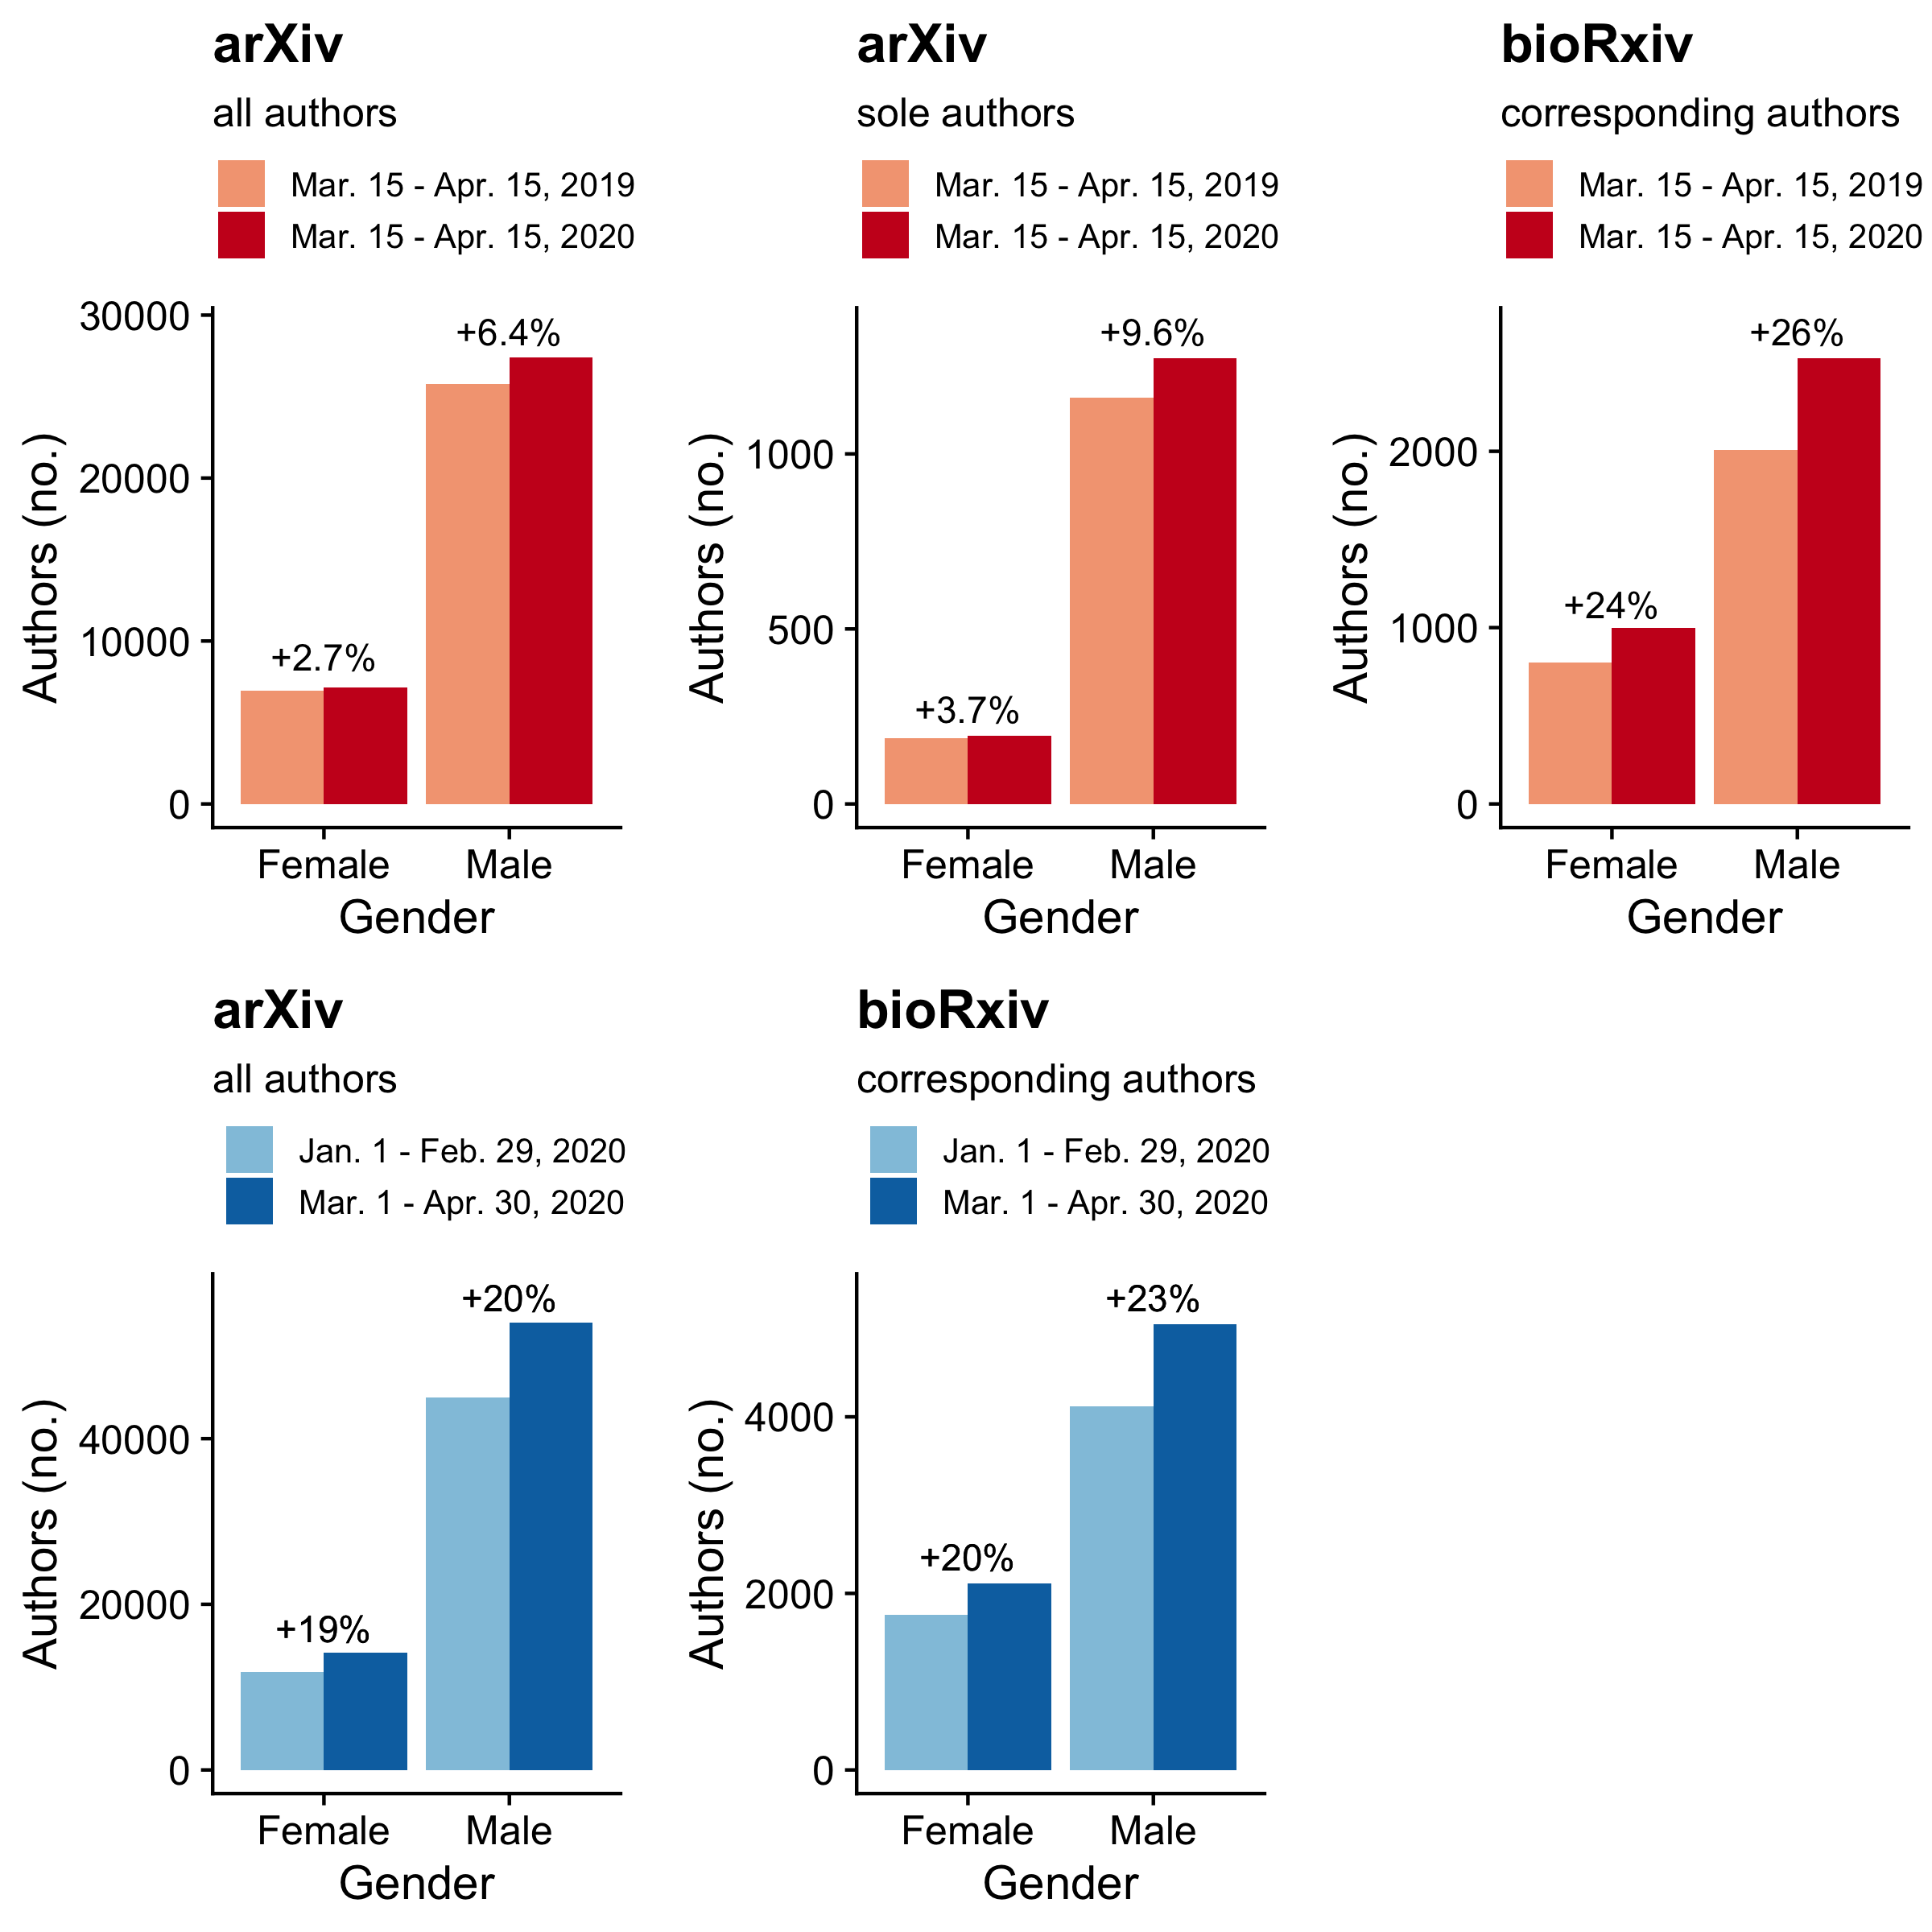 arXiv
all authors
Mar. 15 - Apr. 15, 2019
Mar. 15 - Apr. 15, 2020
30000
20000
10000
0
Authors (no.)
+2.7%
+6.4%
Female
Male
Gender
arXiv
sole authors
Mar. 15 - Apr. 15, 2019
Mar. 15 - Apr. 15, 2020
1000
500
0
Authors (no.)
+3.7%
+9.6%
Female
Male
Gender
bioRxiv
corresponding authors
Mar. 15 - Apr. 15, 2019
Mar. 15 - Apr. 15, 2020
2000
1000
0
Authors (no.)
+24%
+26%
Female
Male
Gender
arXiv
all authors
Jan. 1 - Feb. 29, 2020
Mar. 1 - Apr. 30, 2020
40000
20000
0
Authors (no.)
+19%
+20%
Female
Male
Gender
bioRxiv
corresponding authors
Jan. 1 - Feb. 29, 2020
Mar. 1 - Apr. 30, 2020
4000
2000
0
Authors (no.)
+20%
+23%
Female
Male
Gender